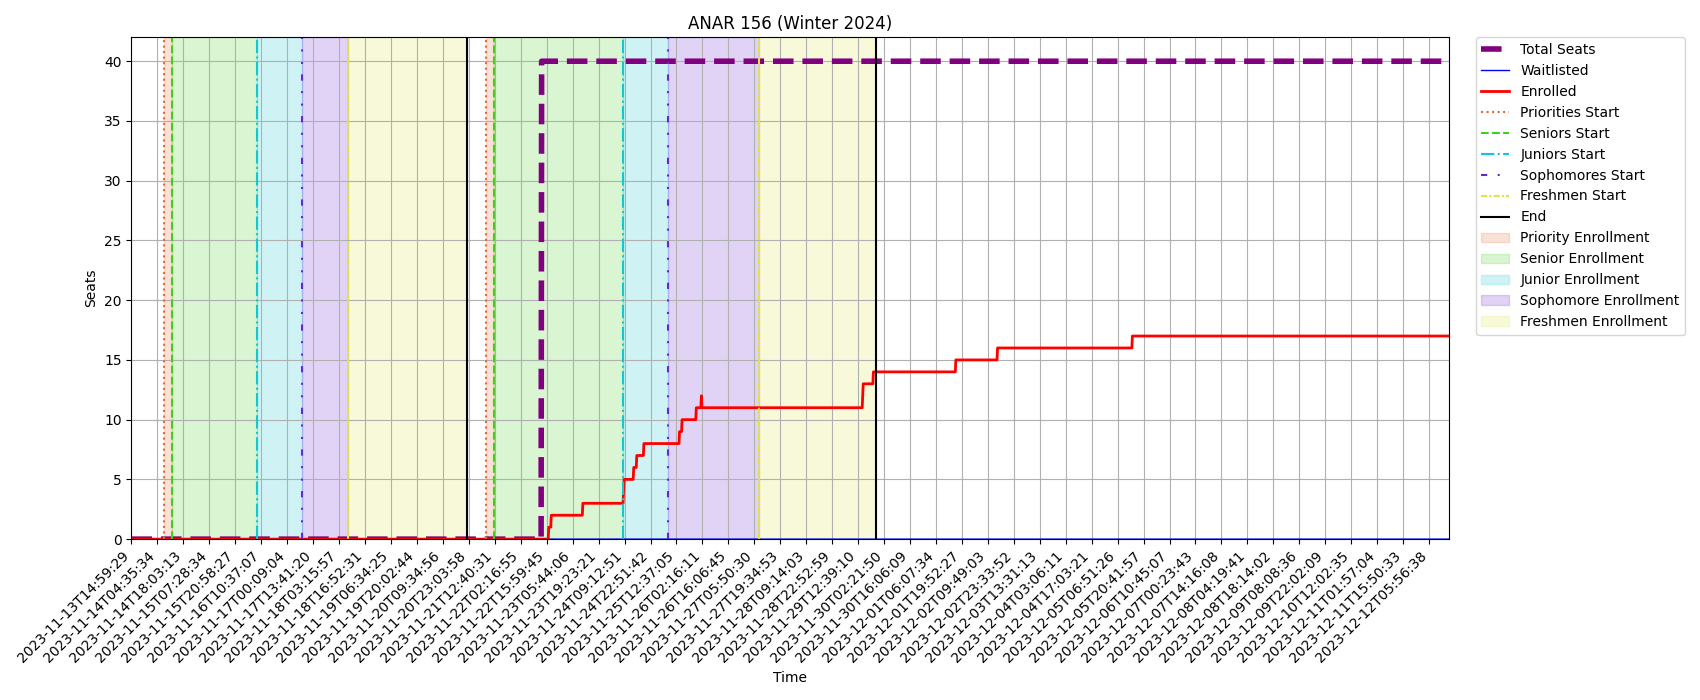 ANAR 156 (Winter 2024)
Seats
40
35
30
25
20
15
10
5
0
2023-11-13T14:59:29
2023-11-14T04:35:34
2023-11-14T18:03:13
2023-11-15T07:28:34
2023-11-15T20:58:27
2023-11-16T10:37:07
2023-11-17T00:09:04
2023-11-17T13:41:20
2023-11-18T03:15:57
2023-11-18T16:52:31
2023-11-19T06:34:25
2023-11-19T20:02:44
2023-11-20T09:34:56
2023-11-20T23:03:58
2023-11-21T12:40:31
2023-11-22T02:16:55
2023-11-22T15:59:45
2023-11-23T05:44:06
2023-11-23T19:23:21
2023-11-24T09:12:51
2023-11-24T22:51:42
2023-11-25T12:37:05
2023-11-26T02:16:11
2023-11-26T16:06:45
2023-11-27T05:50:30
2023-11-27T19:34:53
2023-11-28T09:14:03
2023-11-28T22:52:59
2023-11-29T12:39:10
2023-11-30T02:21:50
2023-11-30T16:06:09
2023-12-01T06:07:34
2023-12-01T19:52:27
2023-12-02T09:49:03
2023-12-02T23:33:52
2023-12-03T13:31:13
2023-12-04T03:06:11
2023-12-04T17:03:21
2023-12-05T06:51:26
2023-12-05T20:41:57
2023-12-06T10:45:07
2023-12-07T00:23:43
2023-12-07T14:16:08
2023-12-08T04:19:41
2023-12-08T18:14:02
2023-12-09T08:08:36
2023-12-09T22:02:09
2023-12-10T12:02:35
2023-12-11T01:57:04
2023-12-11T15:50:33
2023-12-12T05:56:38
Time
Total Seats
Waitlisted
Enrolled
Priorities Start
Seniors Start
Juniors Start
Sophomores Start
Freshmen Start
End
Priority Enrollment
Senior Enrollment
Junior Enrollment
Sophomore Enrollment
Freshmen Enrollment